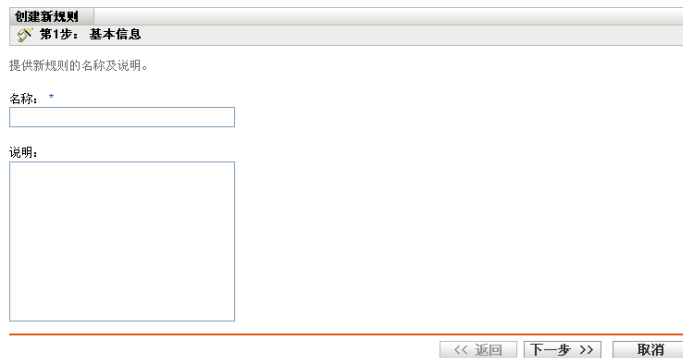 创建新规则
第1步： 基本信息
提供新规则的名称及说明。
名称： *
说明：
<< 返回 下一步 >> 取消